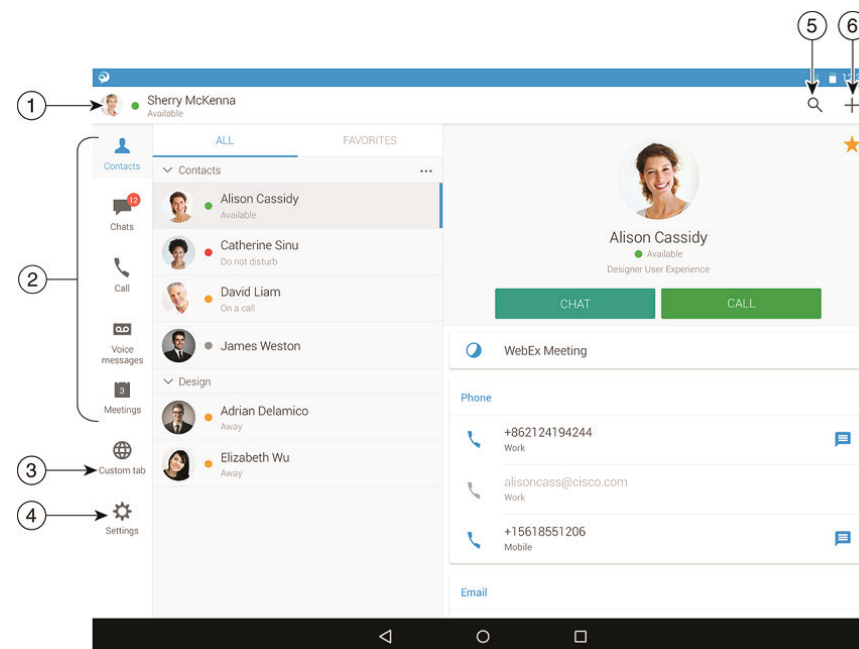 5 6
1
Sherry McKenna
Available
2
Contacts
12
Chats
Call
Voice
messages
3
Meetings
3
Custom tab
4
Settings
ALL FAVORITES
Contacts
Alison Cassidy
Available
Catherine Sinu
Do not disturb
David Liam
On a call
James Weston
Design
Adrian Delamico
Away
Elizabeth Wu
Away
Alison Cassidy
Available
Designer User Experience
CHAT CALL
WebEx Meeting
Phone
+862124194244
Work
alisoncass@cisco.com
Work
+15618551206
Mobile
Email